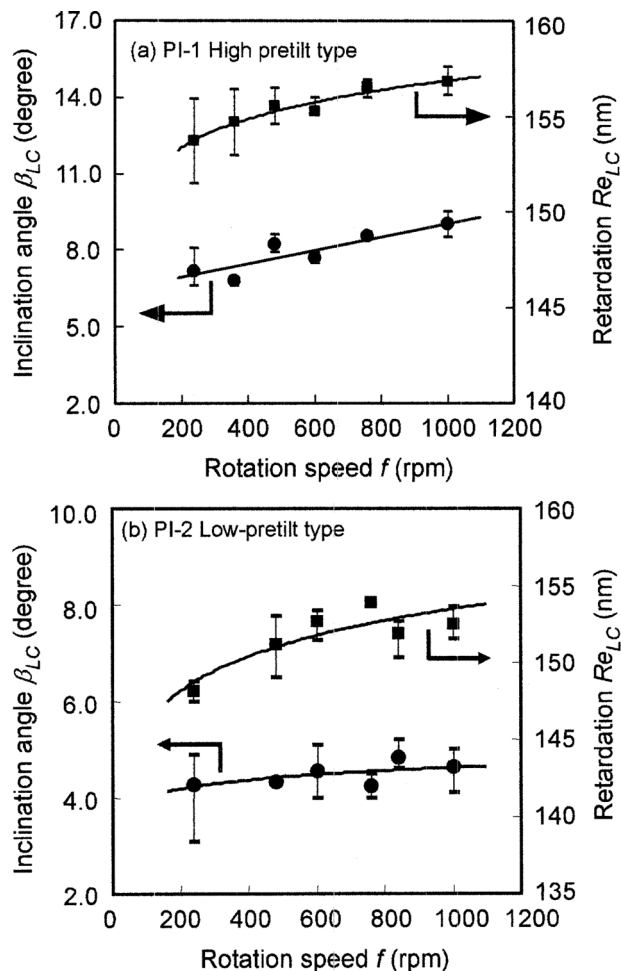 17.0
14.0
11.0
8.0
5.0
2.0
Inclination angle βLC (degree)
(a) PI-1 High pretilt type
160
155
150
145
140
Retardation ReLC (nm)
0 200 400 600 800 1000 1200
Rotation speed f (rpm)
10.0
8.0
6.0
4.0
2.0
Inclination angle βLC (degree)
(b) PI-2 Low-pretilt type
160
155
150
145
140
135
Retardation ReLC (nm)
0 200 400 600 800 1000 1200
Rotation speed f (rpm)